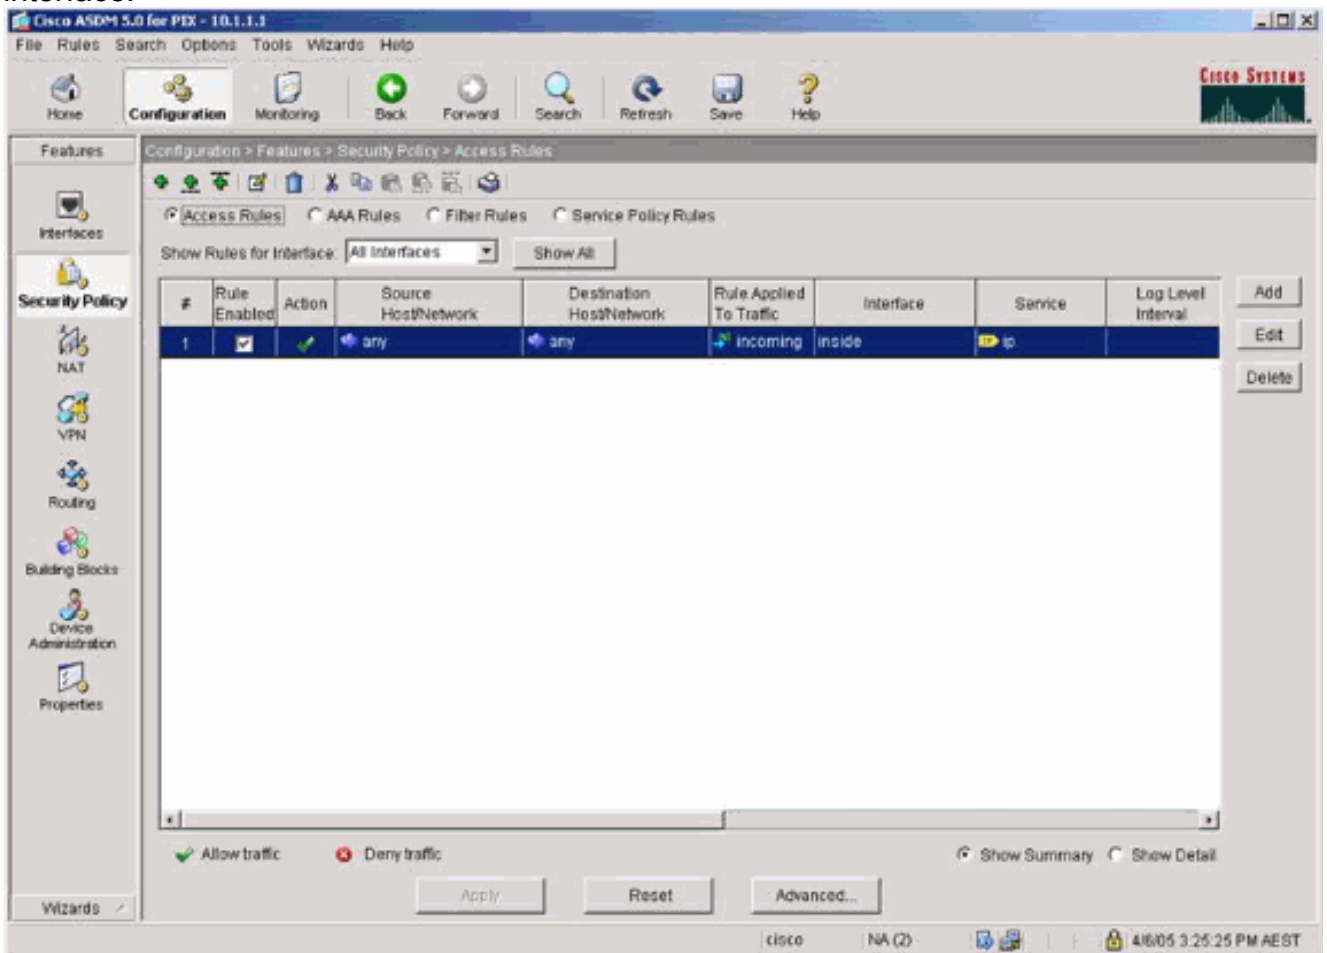 interface.
Cisco ASDM 5.0 for PIX - 10.1.1.1
File Rules Search Options Tools Wizards Help
Home Configuration Monitoring Back Forward Search Refresh Save Help
CISCO SYSTEMS
Features
Configuration > Features > Security Policy > Access Rules
Access Rules AAA Rules Filter Rules Service Policy Rules
Show Rules for Interface: All Interfaces Show All
# Rule Enabled Action Source Host/Network Destination Host/Network Rule Applied To Traffic Interface Service Log Level Interval
1 any any incoming inside IP ip
Add
Edit
Delete
Interfaces
Security Policy
NAT
VPN
Routing
Building Blocks
Device Administration
Properties
Wizards
Allow traffic Deny traffic Show Summary Show Detail
Apply Reset Advanced...
cisco NA (2) 4/6/05 3:25:25 PM AEST